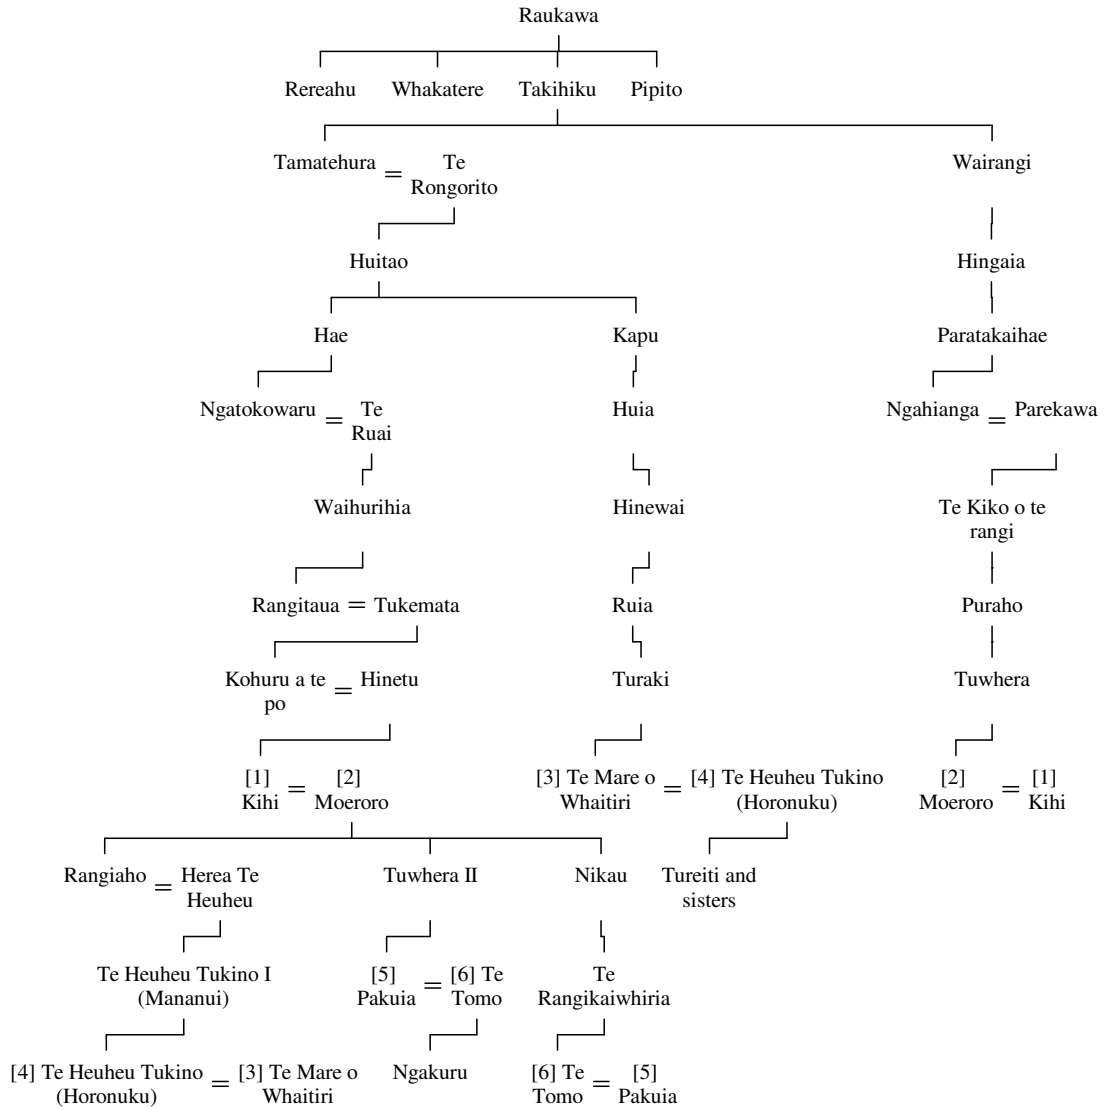 Raukawa
Rereahu Whakatere Takihiku Pipito
Tamatehura = Te Rongorito Wairangi
Huitao Hingaia
Hae Kapu Paratakaihae
Ngatokowaru = Te Ruai Huia Ngahianga = Parekawa
Waihurihia Hinewai Te Kiko o te rangi
Rangitaua = Tukemata Ruia Puraho
Kohuru a te po = Hinetu Turaki Tuwhera
[1] Kihi = [2] Moeroro [3] Te Mare o Whaitiri = [4] Te Heuheu Tukino (Horonuku) [2] Moeroro = [1] Kihi
Rangiaho = Herea Te Heuheu Tuwhera II Nikau Tureiti and sisters
Te Heuheu Tukino I (Mananui) [5] Pakuia = [6] Te Tomo Te Rangikaiwhiria
[4] Te Heuheu Tukino (Horonuku) = [3] Te Mare o Whaitiri Ngakuru [6] Te Tomo = [5] Pakuia